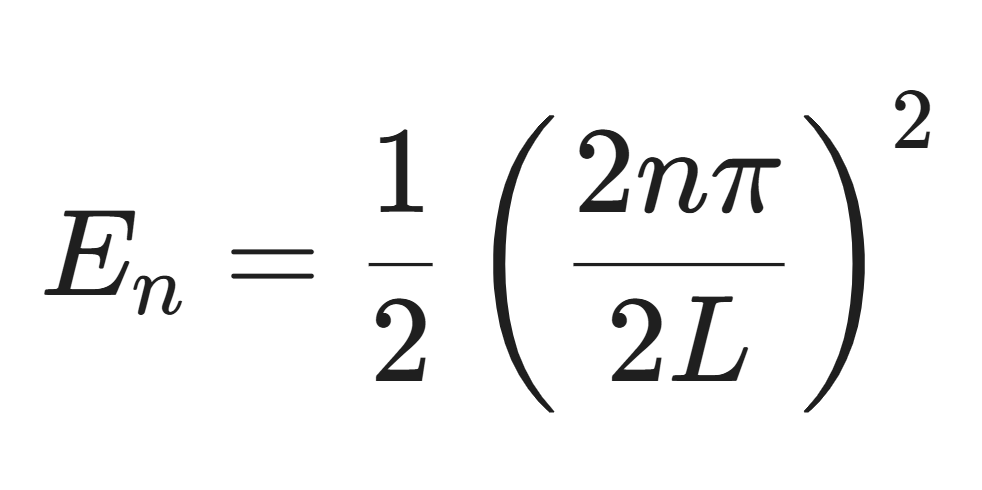 $E_n = \frac{1}{2} \left( \frac{2n\pi}{2L} \right)^2$